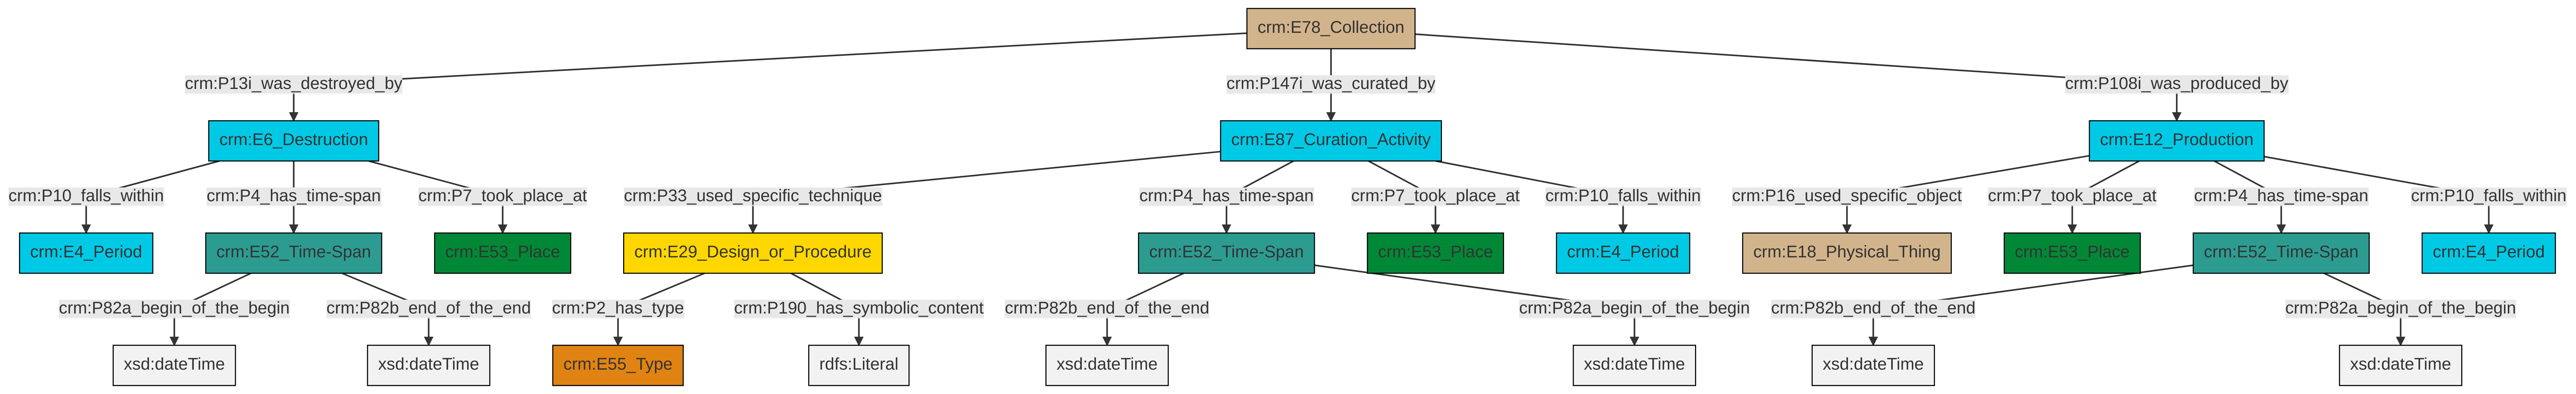 crm:E78_Collection
crm:P13i_was_destroyed_by
crm:P147i_was_curated_by
crm:P108i_was_produced_by
crm:E6_Destruction
crm:E87_Curation_Activity
crm:E12_Production
crm:P10_falls_within
crm:P4_has_time-span
crm:P7_took_place_at
crm:P33_used_specific_technique
crm:P4_has_time-span
crm:P7_took_place_at
crm:P10_falls_within
crm:P16_used_specific_object
crm:P7_took_place_at
crm:P4_has_time-span
crm:P10_falls_within
crm:E4_Period
crm:E52_Time-Span
crm:E53_Place
crm:E29_Design_or_Procedure
crm:E52_Time-Span
crm:E53_Place
crm:E4_Period
crm:E18_Physical_Thing
crm:E53_Place
crm:E52_Time-Span
crm:E4_Period
crm:P82a_begin_of_the_begin
crm:P82b_end_of_the_end
crm:P2_has_type
crm:P190_has_symbolic_content
crm:P82b_end_of_the_end
crm:P82a_begin_of_the_begin
crm:P82b_end_of_the_end
crm:P82a_begin_of_the_begin
xsd:dateTime
xsd:dateTime
crm:E55_Type
rdfs:Literal
xsd:dateTime
xsd:dateTime
xsd:dateTime
xsd:dateTime